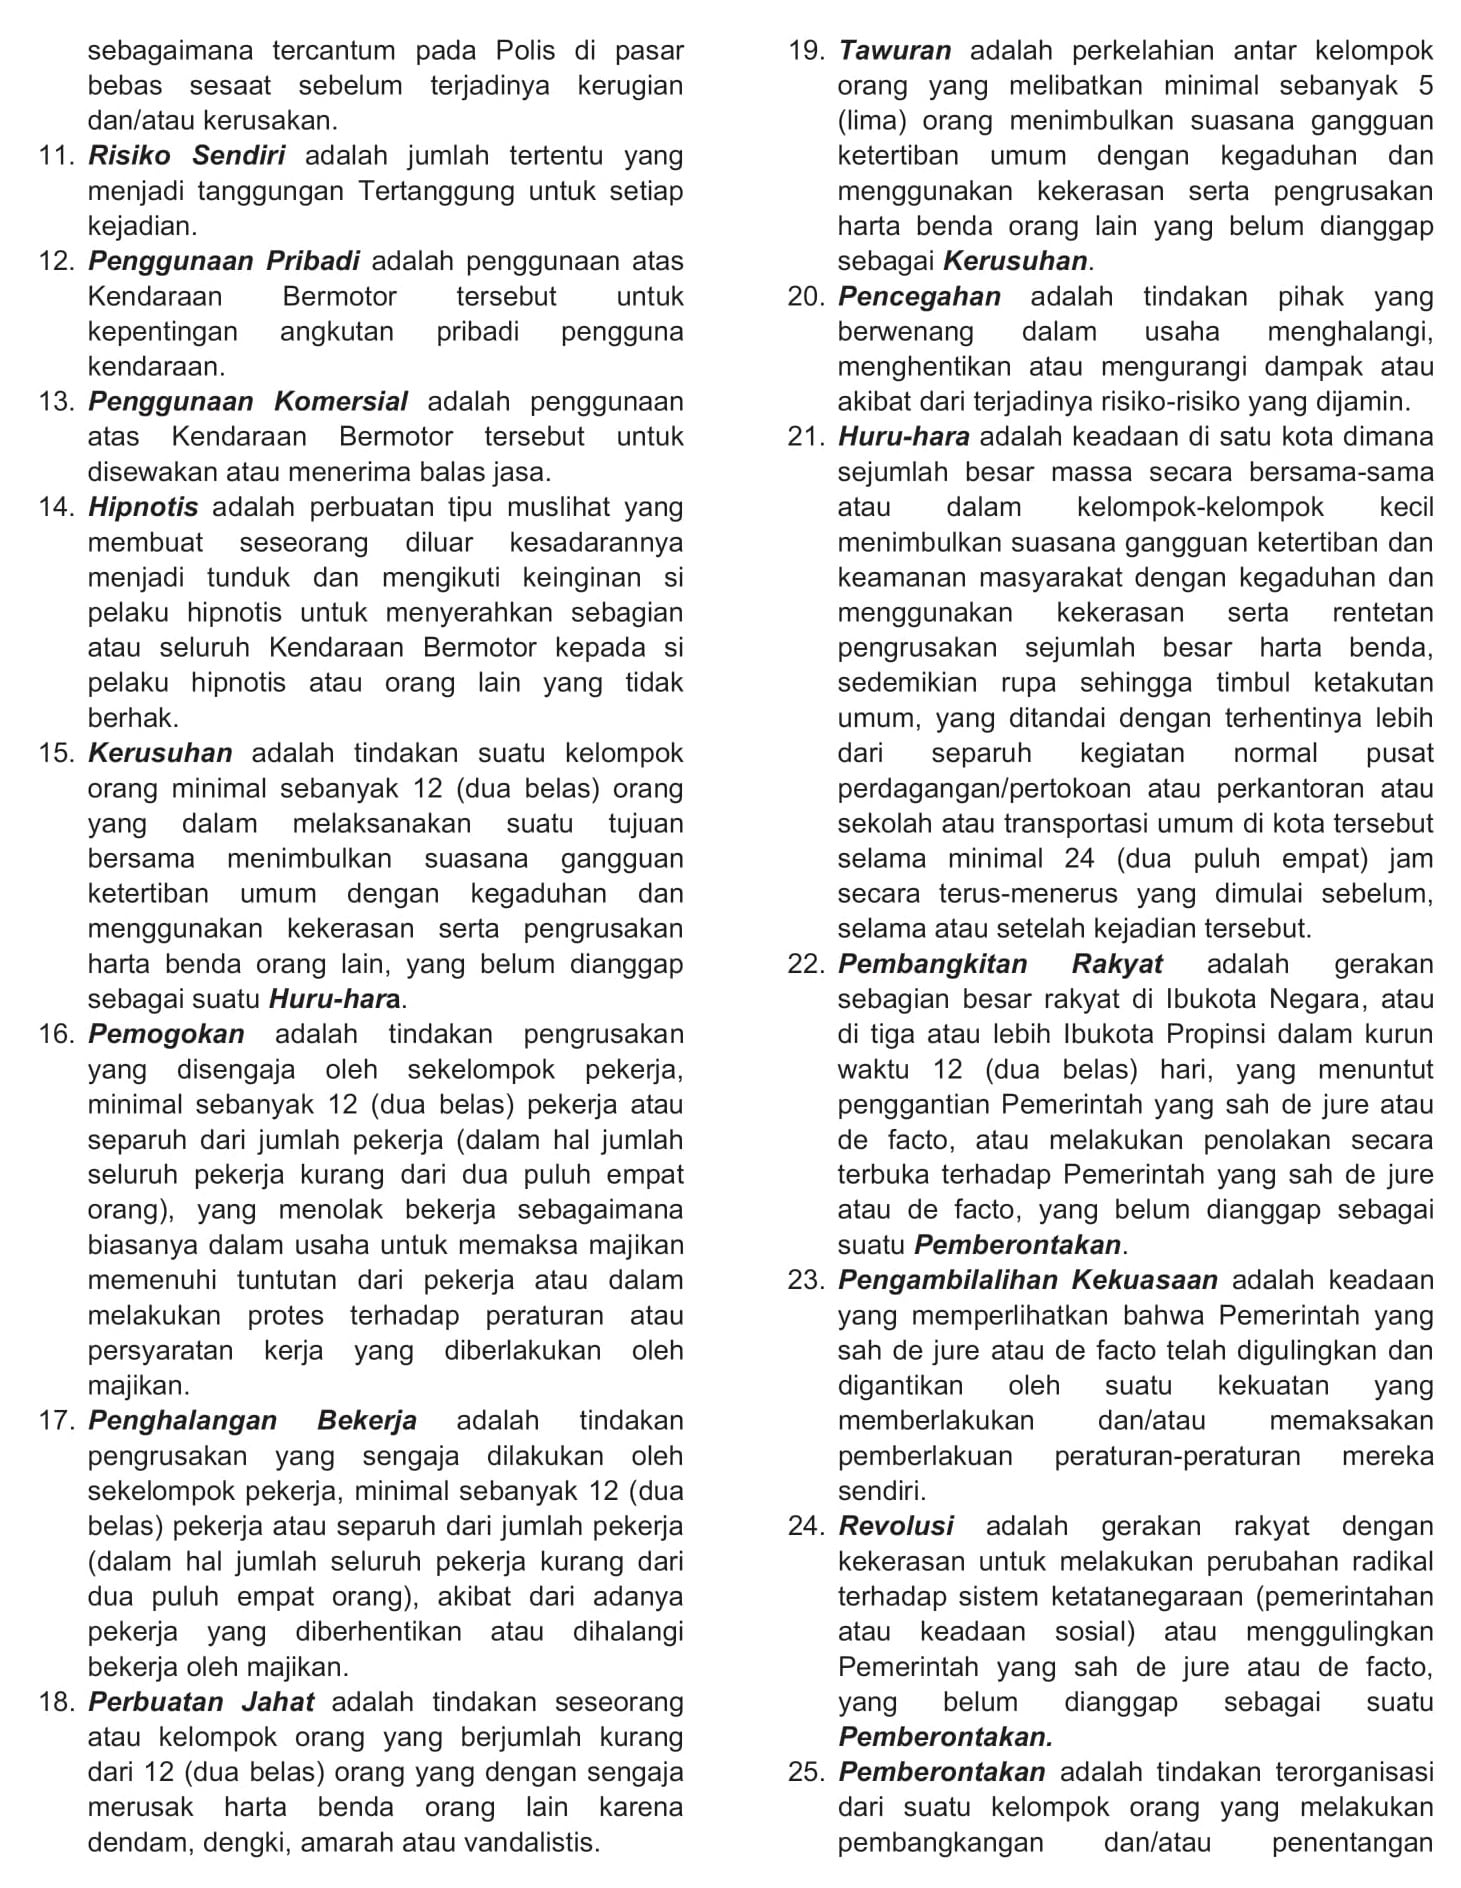 sebagaimana tercantum pada Polis di pasar
bebas sesaat sebelum terjadinya kerugian
dan/atau kerusakan.
11. Risiko Sendiri adalah jumlah tertentu yang
menjadi tanggungan Tertanggung untuk setiap
kejadian.
12. Penggunaan Pribadi adalah penggunaan atas
Kendaraan Bermotor tersebut untuk
kepentingan angkutan pribadi pengguna
kendaraan.
13. Penggunaan Komersial adalah penggunaan
atas Kendaraan Bermotor tersebut untuk
disewakan atau menerima balas jasa.
14. Hipnotis adalah perbuatan tipu muslihat yang
membuat seseorang diluar kesadarannya
menjadi tunduk dan mengikuti keinginan si
pelaku hipnotis untuk menyerahkan sebagian
atau seluruh Kendaraan Bermotor kepada si
pelaku hipnotis atau orang lain yang tidak
berhak.
15. Kerusuhan adalah tindakan suatu kelompok
orang minimal sebanyak 12 (dua belas) orang
yang dalam melaksanakan suatu tujuan
bersama menimbulkan suasana gangguan
ketertiban umum dengan kegaduhan dan
menggunakan kekerasan serta pengrusakan
harta benda orang lain, yang belum dianggap
sebagai suatu Huru-hara.
16. Pemogokan adalah tindakan pengrusakan
yang disengaja oleh sekelompok pekerja,
minimal sebanyak 12 (dua belas) pekerja atau
separuh dari jumlah pekerja (dalam hal jumlah
seluruh pekerja kurang dari dua puluh empat
orang), yang menolak bekerja sebagaimana
biasanya dalam usaha untuk memaksa majikan
memenuhi tuntutan dari pekerja atau dalam
melakukan protes terhadap peraturan atau
persyaratan kerja yang diberlakukan oleh
majikan.
17. Penghalangan Bekerja adalah tindakan
pengrusakan yang sengaja dilakukan oleh
sekelompok pekerja, minimal sebanyak 12 (dua
belas) pekerja atau separuh dari jumlah pekerja
(dalam hal jumlah seluruh pekerja kurang dari
dua puluh empat orang), akibat dari adanya
pekerja yang diberhentikan atau dihalangi
bekerja oleh majikan.
18. Perbuatan Jahat adalah tindakan seseorang
atau kelompok orang yang berjumlah kurang
dari 12 (dua belas) orang yang dengan sengaja
merusak harta benda orang lain karena
dendam, dengki, amarah atau vandalistis.
19. Tawuran adalah perkelahian antar kelompok
orang yang melibatkan minimal sebanyak 5
(lima) orang menimbulkan suasana gangguan
ketertiban umum dengan kegaduhan dan
menggunakan kekerasan serta pengrusakan
harta benda orang lain yang belum dianggap
sebagai Kerusuhan.
20. Pencegahan adalah tindakan pihak yang
berwenang dalam usaha menghalangi,
menghentikan atau mengurangi dampak atau
akibat dari terjadinya risiko-risiko yang dijamin.
21. Huru-hara adalah keadaan di satu kota dimana
sejumlah besar massa secara bersama-sama
atau dalam kelompok-kelompok kecil
menimbulkan suasana gangguan ketertiban dan
keamanan masyarakat dengan kegaduhan dan
menggunakan kekerasan serta rentetan
pengrusakan sejumlah besar harta benda,
sedemikian rupa sehingga timbul ketakutan
umum, yang ditandai dengan terhentinya lebih
dari separuh kegiatan normal pusat
perdagangan/pertokoan atau perkantoran atau
sekolah atau transportasi umum di kota tersebut
selama minimal 24 (dua puluh empat) jam
secara terus-menerus yang dimulai sebelum,
selama atau setelah kejadian tersebut.
22. Pembangkitan Rakyat adalah gerakan
sebagian besar rakyat di Ibukota Negara, atau
di tiga atau lebih Ibukota Propinsi dalam kurun
waktu 12 (dua belas) hari, yang menuntut
penggantian Pemerintah yang sah de jure atau
de facto, atau melakukan penolakan secara
terbuka terhadap Pemerintah yang sah de jure
atau de facto, yang belum dianggap sebagai
suatu Pemberontakan.
23. Pengambilalihan Kekuasaan adalah keadaan
yang memperlihatkan bahwa Pemerintah yang
sah de jure atau de facto telah digulingkan dan
digantikan oleh suatu kekuatan yang
memberlakukan dan/atau memaksakan
pemberlakuan peraturan-peraturan mereka
sendiri.
24. Revolusi adalah gerakan rakyat dengan
kekerasan untuk melakukan perubahan radikal
terhadap sistem ketatanegaraan (pemerintahan
atau keadaan sosial) atau menggulingkan
Pemerintah yang sah de jure atau de facto,
yang belum dianggap sebagai suatu
Pemberontakan.
25. Pemberontakan adalah tindakan terorganisasi
dari suatu kelompok orang yang melakukan
pembangkangan dan/atau penentangan